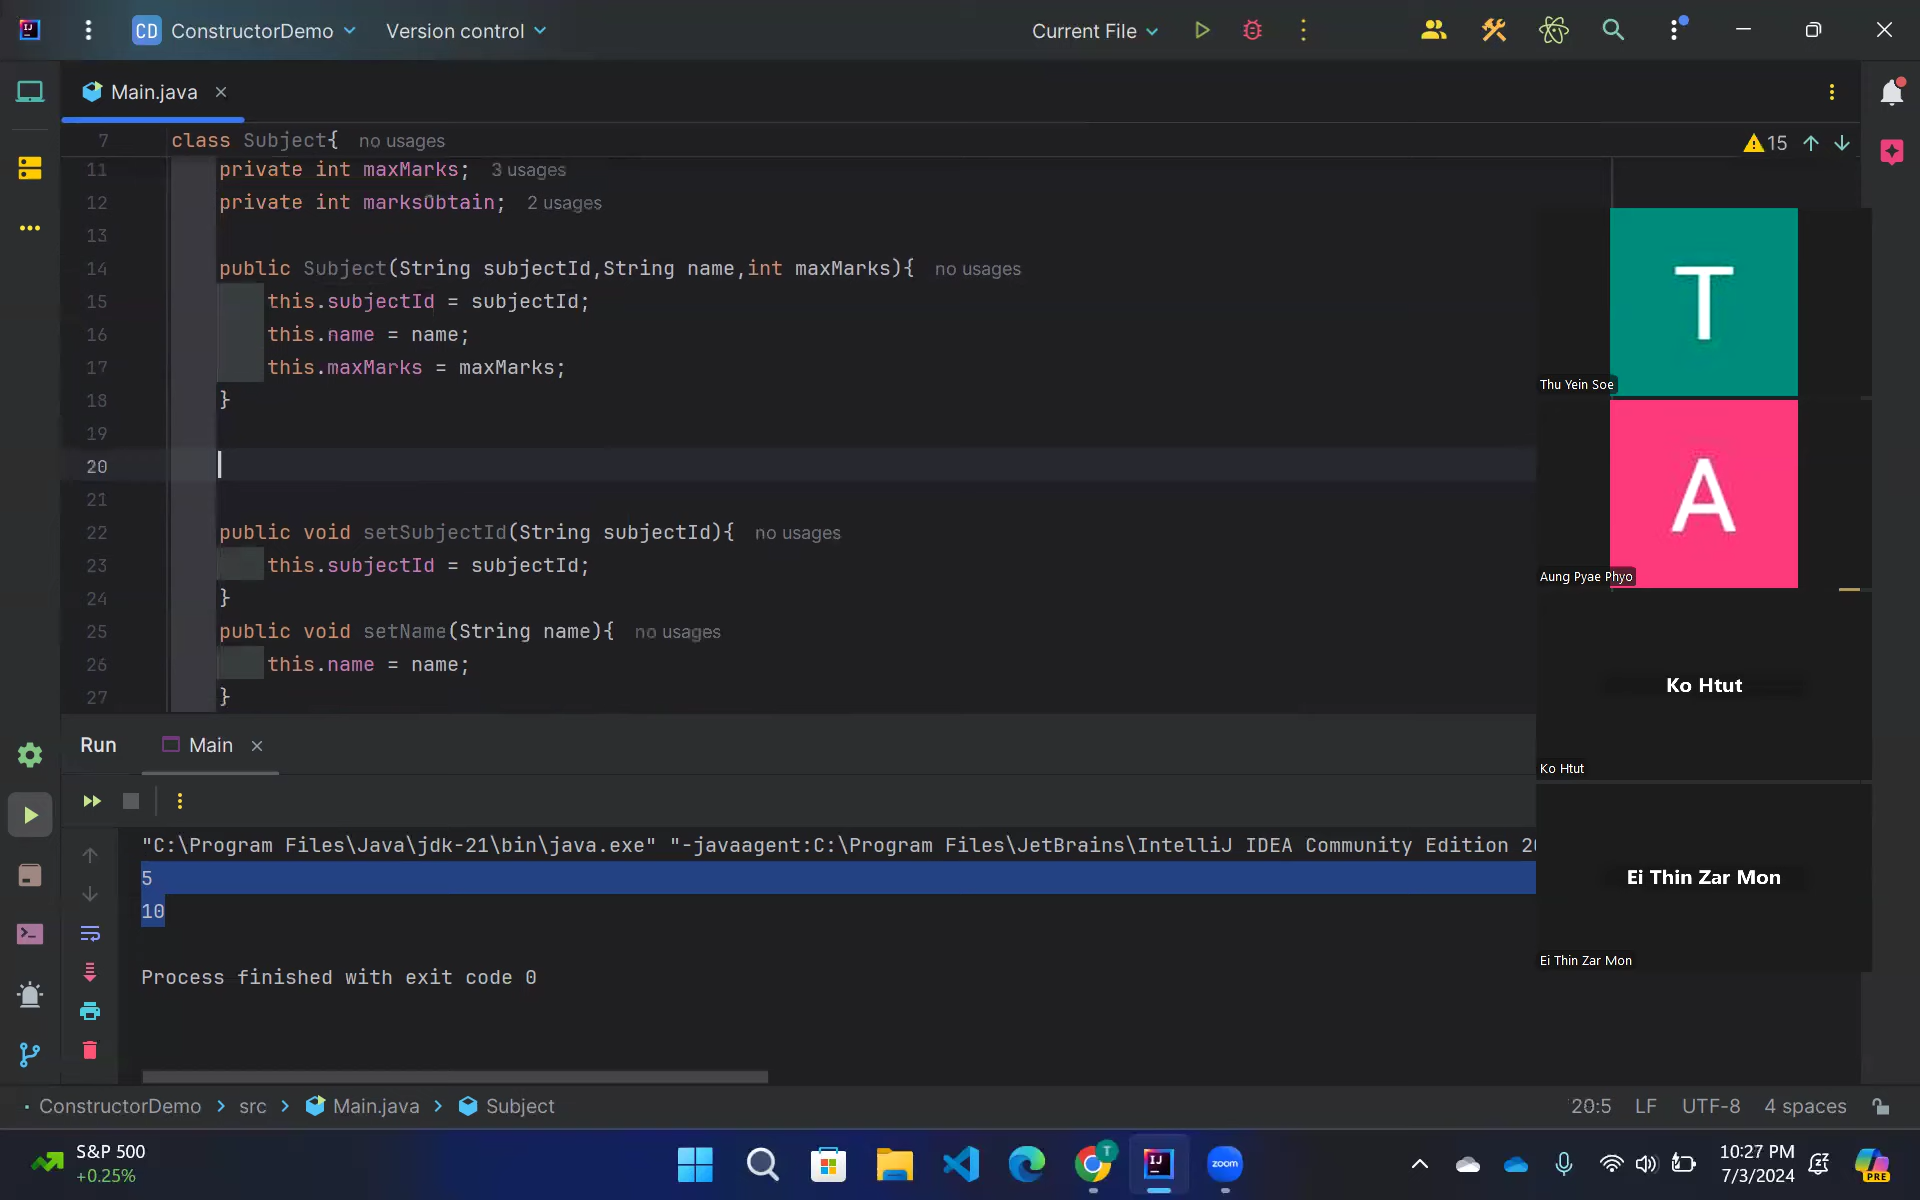 CD ConstructorDemo Version control Current File
Main.java
7 class Subject{ no usages
15
11 private int maxMarks; 3 usages
12 private int marksObtain; 2 usages
13
14 public Subject(String subjectId,String name,int maxMarks){ no usages
15 this.subjectId = subjectId;
16 this.name = name;
17 this.maxMarks = maxMarks;
18 }
19
20
21
22 public void setSubjectId(String subjectId){ no usages
23 this.subjectId = subjectId;
24 }
25 public void setName(String name){ no usages
26 this.name = name;
27 }
T
Thu Yein Soe
A
Aung Pyae Phyo
Ko Htut
Ko Htut
Ei Thin Zar Mon
Ei Thin Zar Mon
Run Main
"C:\Program Files\Java\jdk-21\bin\java.exe" "-javaagent:C:\Program Files\JetBrains\IntelliJ IDEA Community Edition
5
10
Process finished with exit code 0
ConstructorDemo > src > Main.java > Subject
20:5 LF UTF-8 4 spaces
S&P 500
+0.25%
T
IJ
zoom
10:27 PM
7/3/2024
PRE